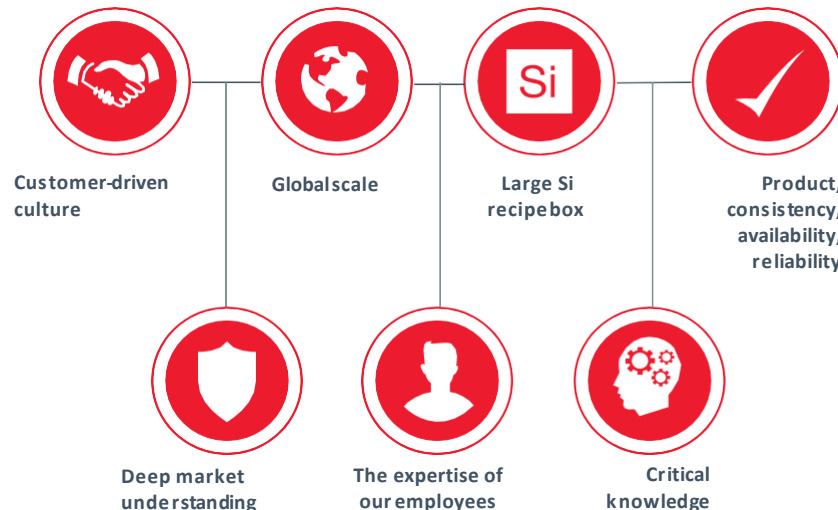 Si
Customer-driven
culture
Global scale
Large Si
recipe box
Product,
consistency,
availability,
reliability
Deep market
understanding
The expertise of
our employees
Critical
knowledge